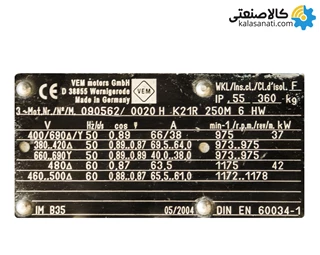 کالاصنعتی
kalasanati.com
VEM motors GmbH
D 38855 Wernigerode
Made in Germany
VEM
WKL/Ins.cl./Cl.d'isol. F
IP 55 360 kg
3~Mot.Nr/N°/M. 090562/ 0020 H K21R 250M 6 HW
V Hz cos φ A min-1/r.p.m/rev/m. kW
400/690Δ/Y 50 0,89 66/38 975 37
380,420Δ 50 0,89,0,87 69,5,64,0 973,975
660,690Y 50 0,89,0,88 40,0,38,5 973,975
480Δ 60 0,87 63,5 1175 42
460,500Δ 60 0,89,0,87 65,5,61,0 1172,1178
IM B35 05/2004 DIN EN 60034-1